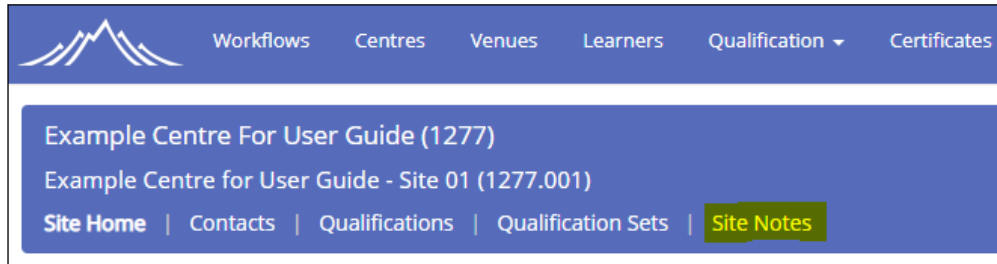 Workflows Centres Venues Learners Qualification Certificates
Example Centre For User Guide (1277)
Example Centre for User Guide - Site 01 (1277.001)
Site Home | Contacts | Qualifications | Qualification Sets | Site Notes